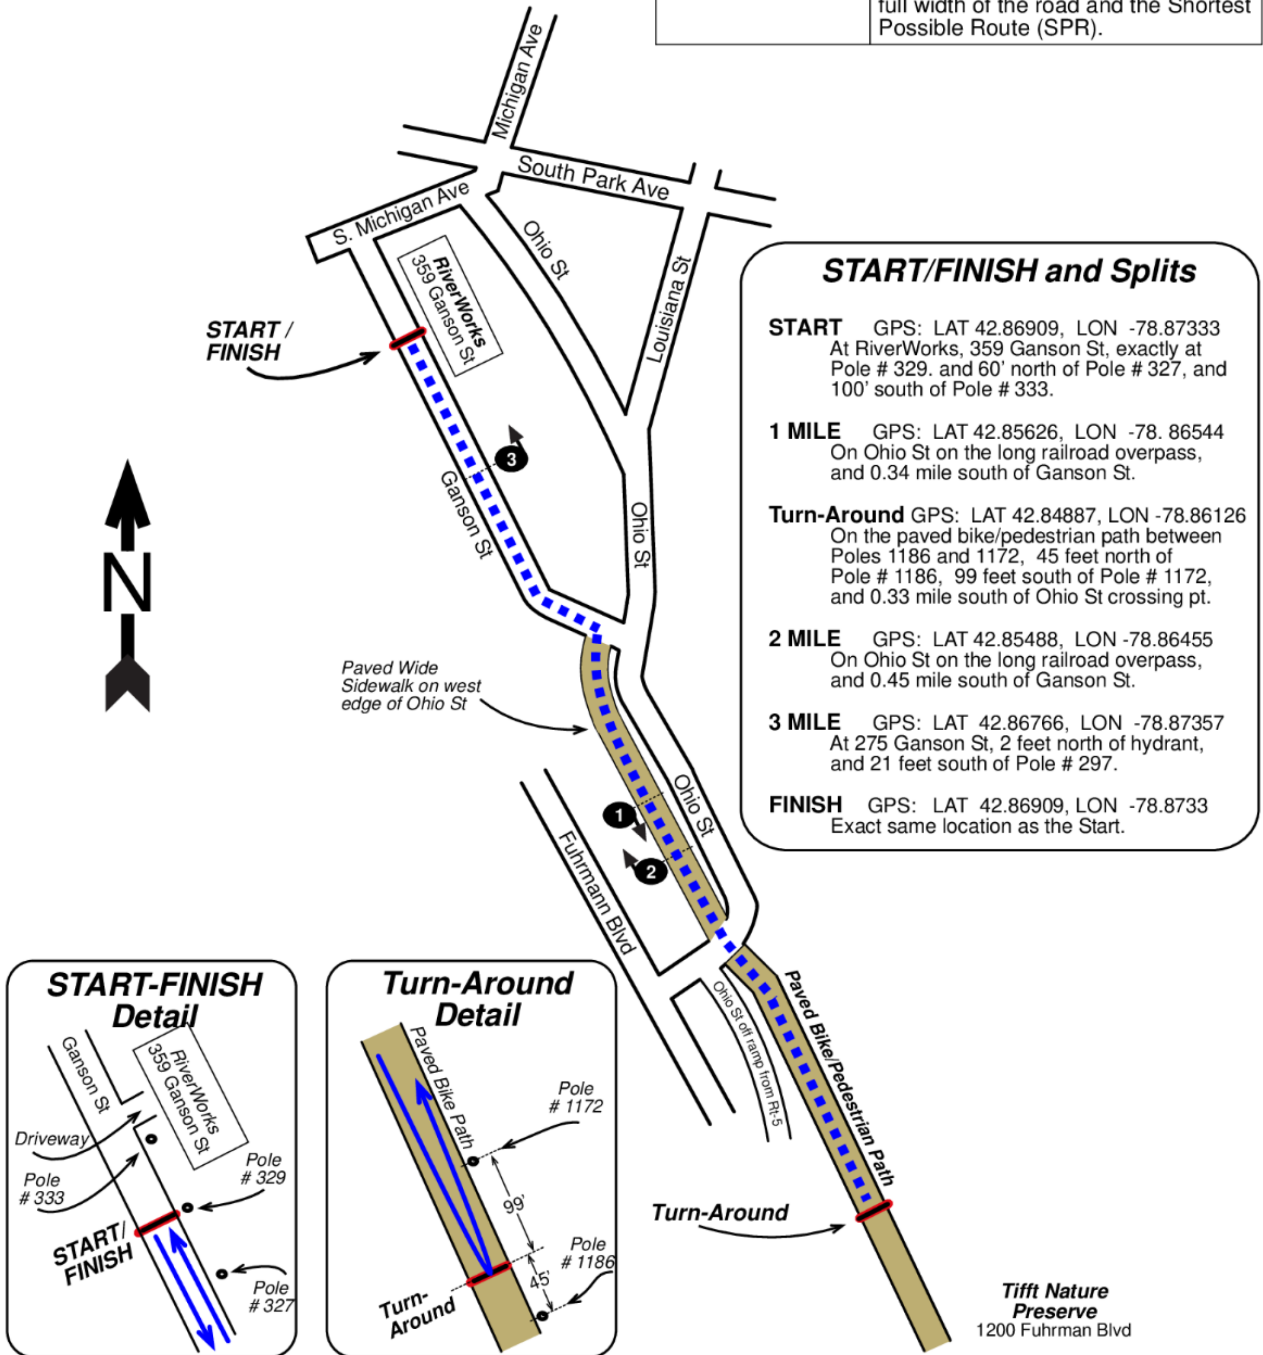 full width of the road and the Shortest
Possible Route (SPR).
Michigan Ave
South Park Ave
S. Michigan Ave
Ohio St
Louisiana St
RiverWorks
359 Ganson St
START /
FINISH
3
Ganson St
Ohio St
N
Paved Wide
Sidewalk on west
edge of Ohio St
Ohio St
1
2
Fuhrmann Blvd
Ohio St off ramp from Rt-5
Paved Bike/Pedestrian Path
Turn-Around
Tifft Nature
Preserve
1200 Fuhrman Blvd
START/FINISH and Splits
START GPS: LAT 42.86909, LON -78.87333
At RiverWorks, 359 Ganson St, exactly at
Pole # 329. and 60' north of Pole # 327, and
100' south of Pole # 333.
1 MILE GPS: LAT 42.85626, LON -78. 86544
On Ohio St on the long railroad overpass,
and 0.34 mile south of Ganson St.
Turn-Around GPS: LAT 42.84887, LON -78.86126
On the paved bike/pedestrian path between
Poles 1186 and 1172, 45 feet north of
Pole # 1186, 99 feet south of Pole # 1172,
and 0.33 mile south of Ohio St crossing pt.
2 MILE GPS: LAT 42.85488, LON -78.86455
On Ohio St on the long railroad overpass,
and 0.45 mile south of Ganson St.
3 MILE GPS: LAT 42.86766, LON -78.87357
At 275 Ganson St, 2 feet north of hydrant,
and 21 feet south of Pole # 297.
FINISH GPS: LAT 42.86909, LON -78.8733
Exact same location as the Start.
START-FINISH
Detail
Ganson St
RiverWorks
359 Ganson St
Driveway
Pole
# 333
Pole
# 329
START/
FINISH
Pole
# 327
Turn-Around
Detail
Paved Bike Path
Pole
# 1172
99'
Pole
# 1186
45'
Turn-
Around